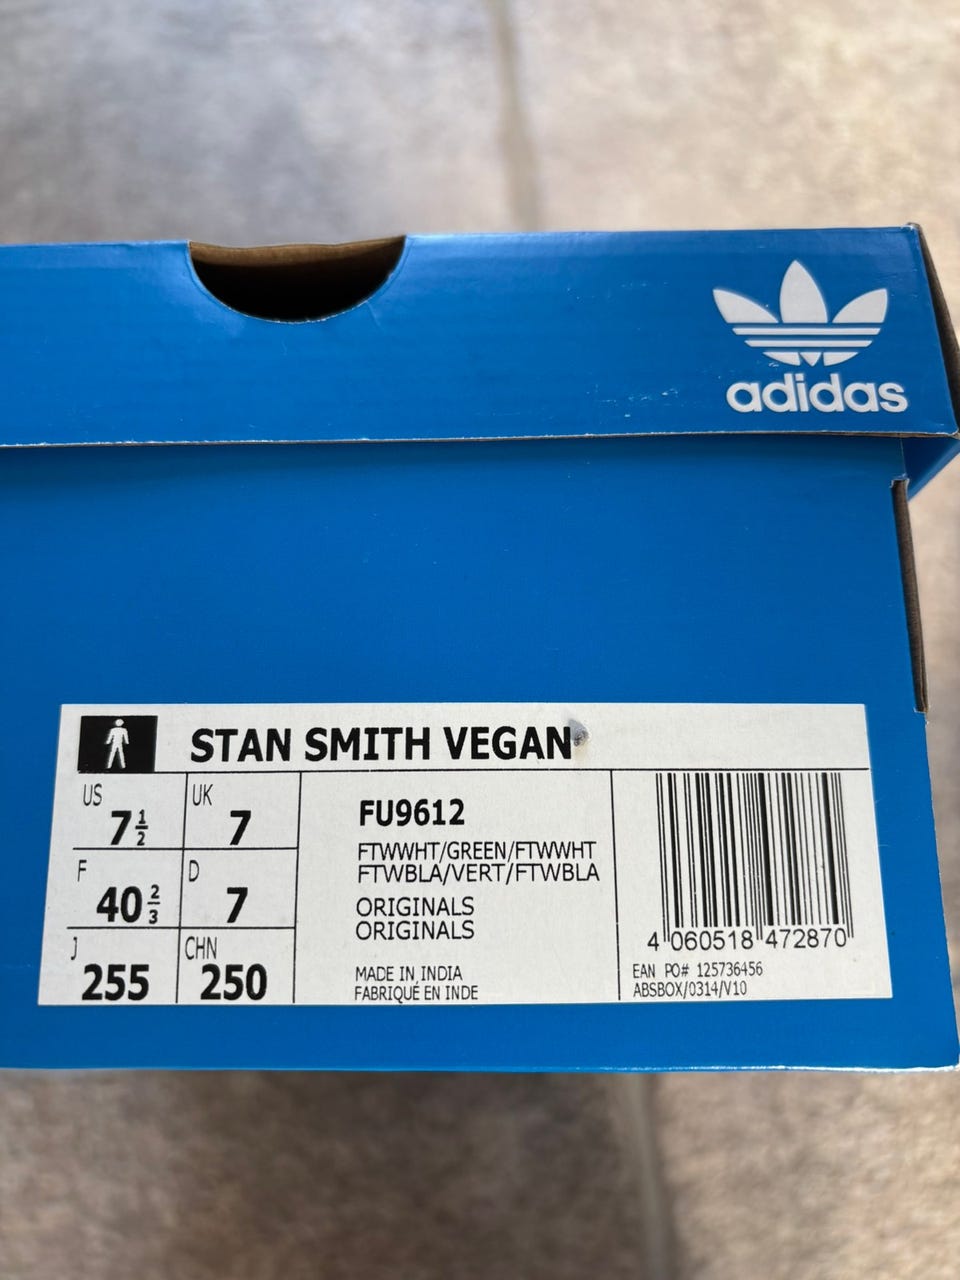 adidas
STAN SMITH VEGAN
US
7 1/2
UK
7
F
40 2/3
D
7
J
255
CHN
250
FU9612
FTWWHT/GREEN/FTWWHT
FTWBLA/VERT/FTWBLA
ORIGINALS
ORIGINALS
MADE IN INDIA
FABRIQUÉ EN INDE
4 060518 472870
EAN PO# 125736456
ABSBOX/0314/V10